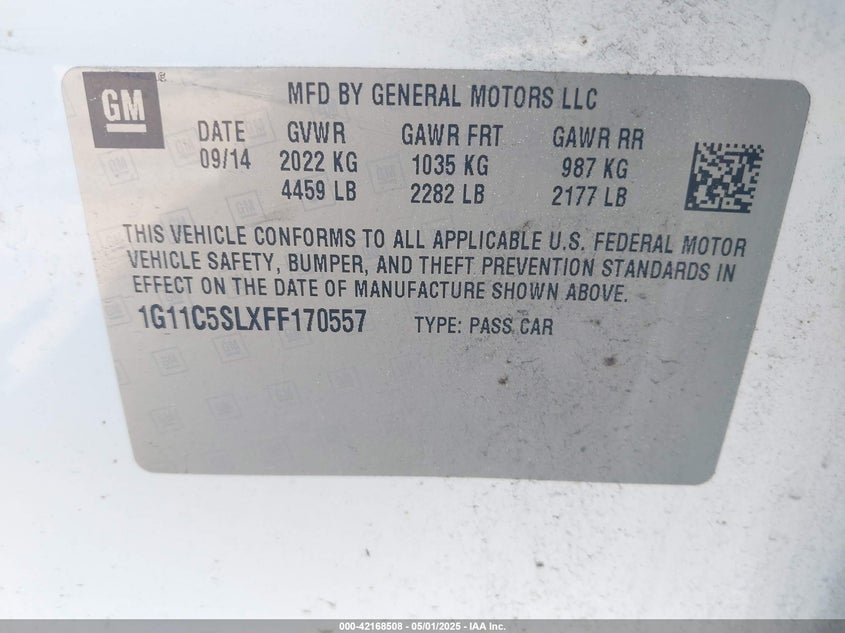 GM
MFD BY GENERAL MOTORS LLC
DATE GVWR GAWR FRT GAWR RR
09/14 2022 KG 1035 KG 987 KG
4459 LB 2282 LB 2177 LB
THIS VEHICLE CONFORMS TO ALL APPLICABLE U.S. FEDERAL MOTOR
VEHICLE SAFETY, BUMPER, AND THEFT PREVENTION STANDARDS IN
EFFECT ON THE DATE OF MANUFACTURE SHOWN ABOVE.
1G11C5SLXFF170557 TYPE: PASS CAR
000-42168508 - 05/01/2025 - IAA Inc.